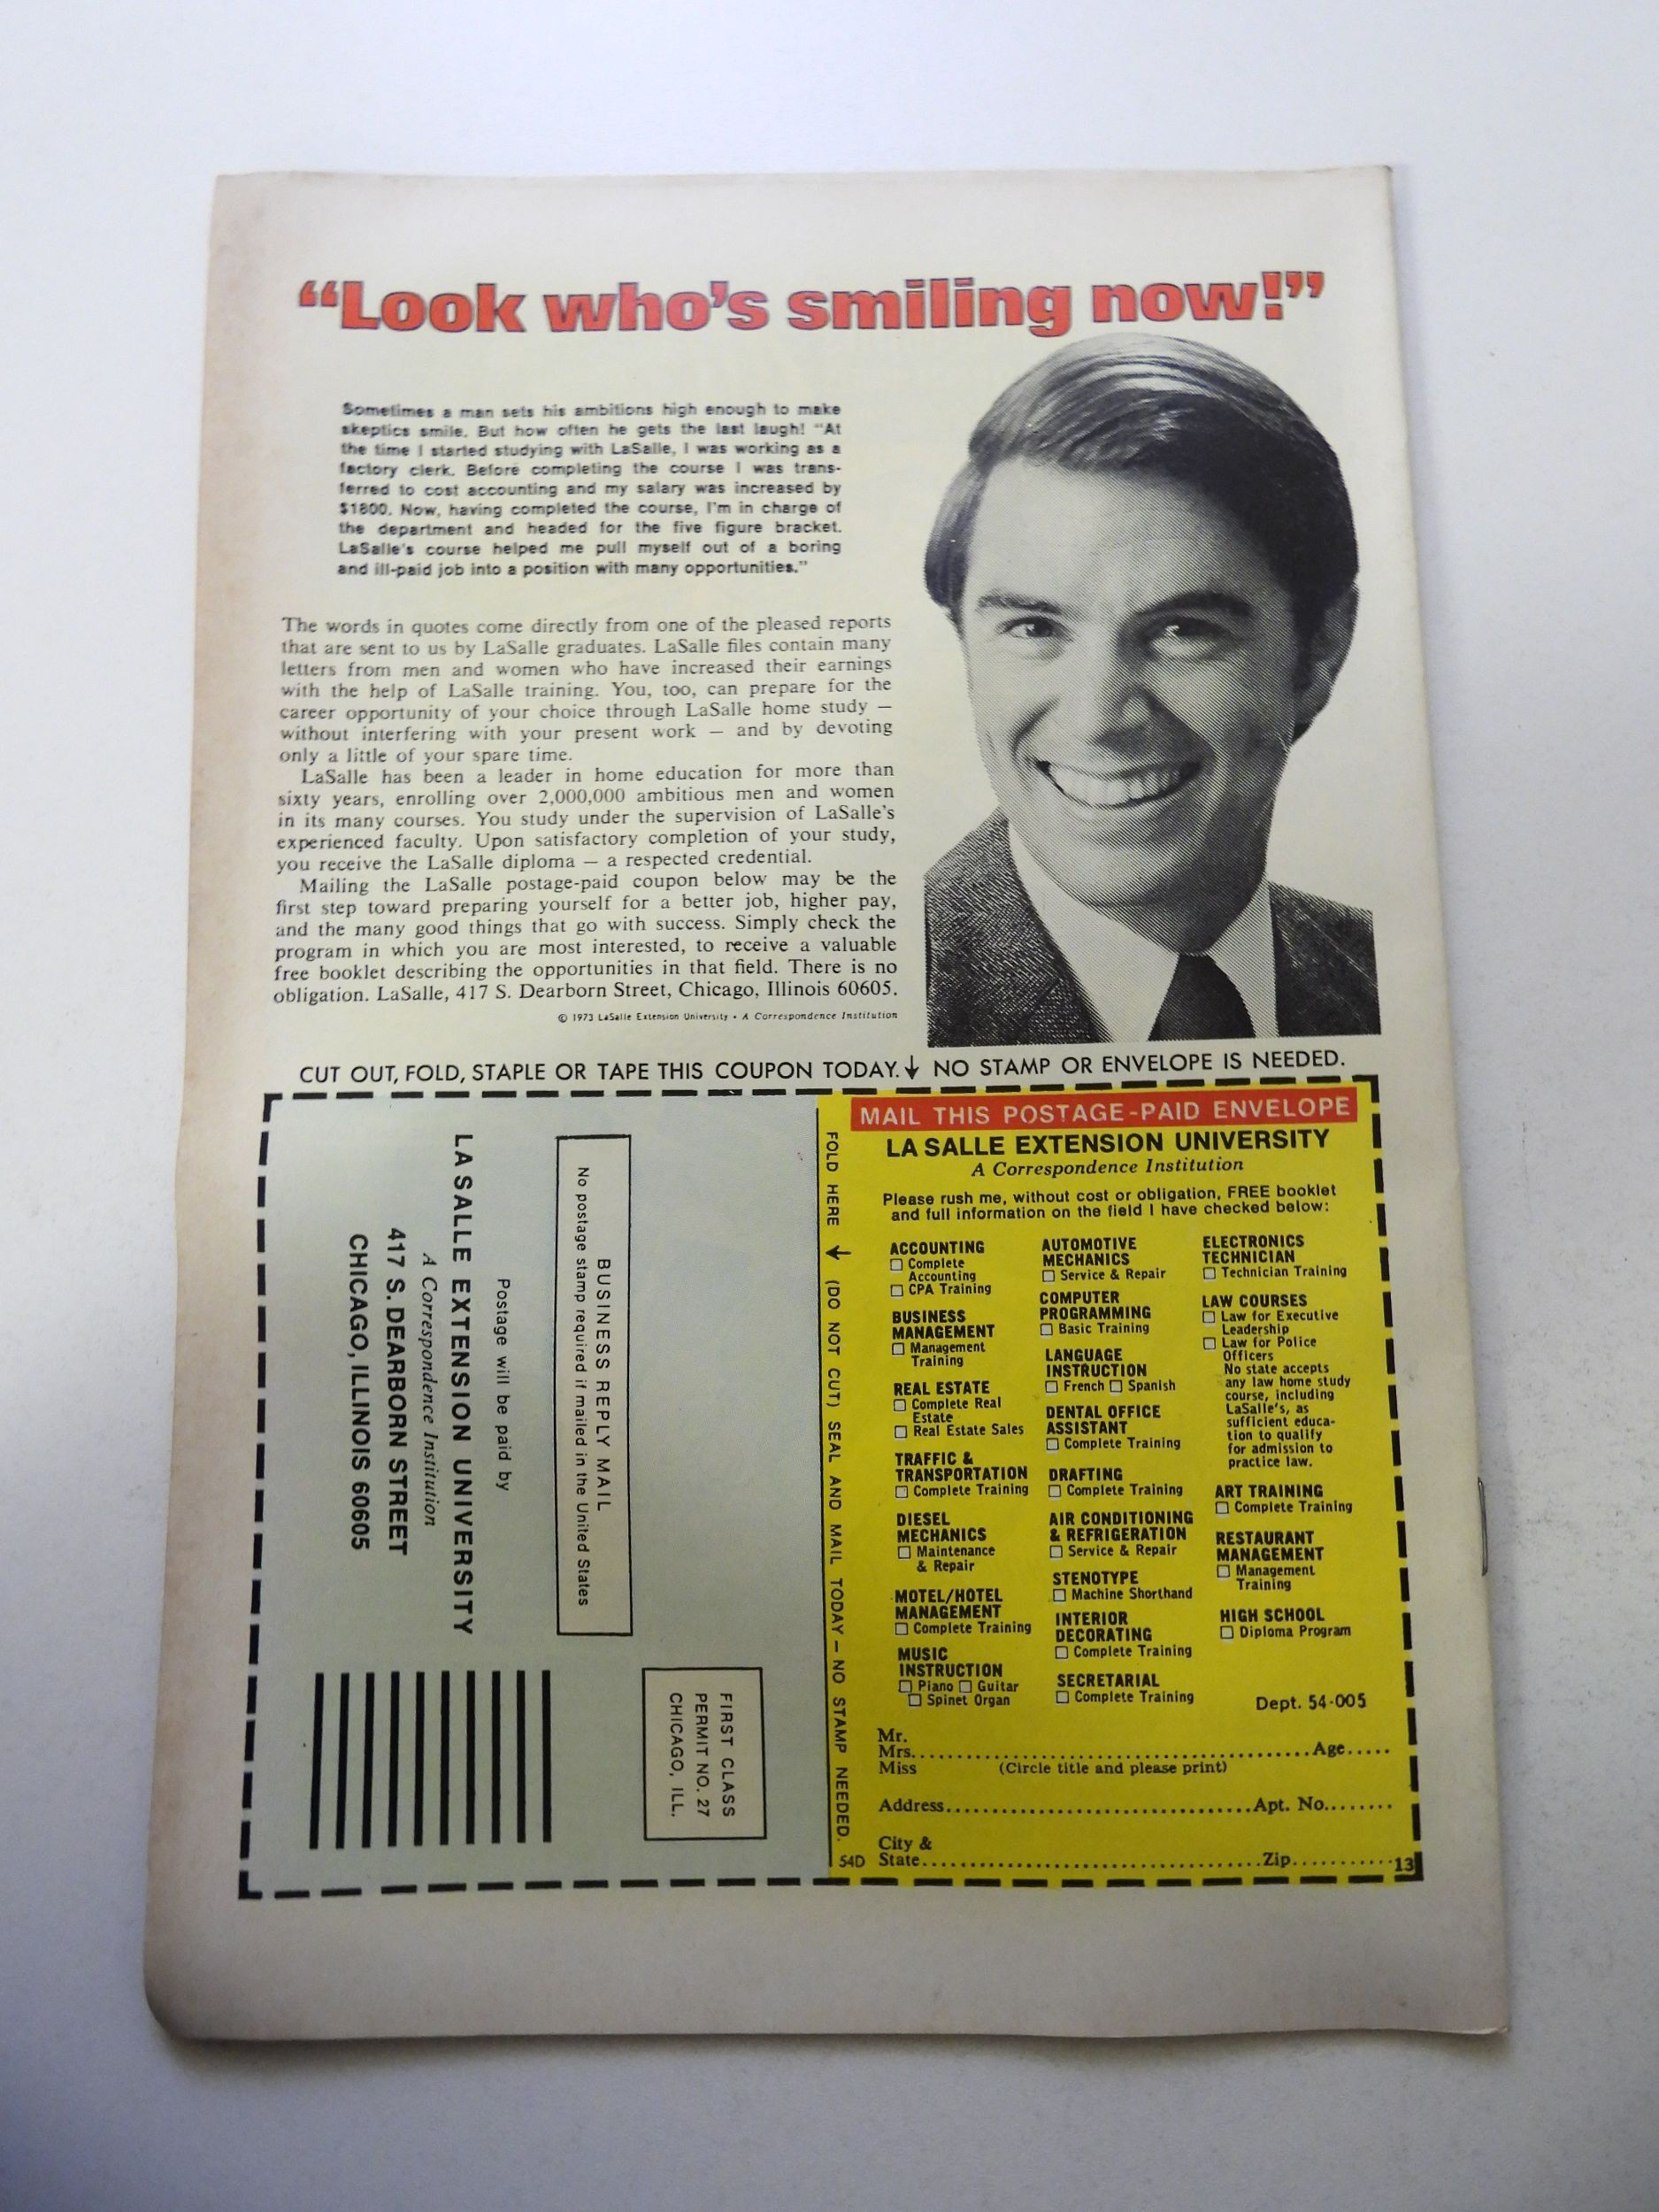 “Look who’s smiling now!”
Sometimes a man sets his ambitions high enough to make
skeptics smile. But how often he gets the last laugh! “At
the time I started studying with LaSalle, I was working as a
factory clerk. Before completing the course I was trans-
ferred to cost accounting and my salary was increased by
$1800. Now, having completed the course, I’m in charge of
the department and headed for the five figure bracket.
LaSalle’s course helped me pull myself out of a boring
and ill-paid job into a position with many opportunities.”
The words in quotes come directly from one of the pleased reports
that are sent to us by LaSalle graduates. LaSalle files contain many
letters from men and women who have increased their earnings
with the help of LaSalle training. You, too, can prepare for the
career opportunity of your choice through LaSalle home study —
without interfering with your present work — and by devoting
only a little of your spare time.
LaSalle has been a leader in home education for more than
sixty years, enrolling over 2,000,000 ambitious men and women
in its many courses. You study under the supervision of LaSalle’s
experienced faculty. Upon satisfactory completion of your study,
you receive the LaSalle diploma — a respected credential.
Mailing the LaSalle postage-paid coupon below may be the
first step toward preparing yourself for a better job, higher pay,
and the many good things that go with success. Simply check the
program in which you are most interested, to receive a valuable
free booklet describing the opportunities in that field. There is no
obligation. LaSalle, 417 S. Dearborn Street, Chicago, Illinois 60605.
© 1973 LaSalle Extension University • A Correspondence Institution
CUT OUT, FOLD, STAPLE OR TAPE THIS COUPON TODAY.↓ NO STAMP OR ENVELOPE IS NEEDED.
FIRST CLASS
PERMIT NO. 27
CHICAGO, ILL.
BUSINESS REPLY MAIL
No postage stamp required if mailed in the United States
Postage will be paid by
LA SALLE EXTENSION UNIVERSITY
A Correspondence Institution
417 S. DEARBORN STREET
CHICAGO, ILLINOIS 60605
FOLD HERE ↓ (DO NOT CUT) SEAL AND MAIL TODAY — NO STAMP NEEDED.
54D
MAIL THIS POSTAGE-PAID ENVELOPE
LA SALLE EXTENSION UNIVERSITY
A Correspondence Institution
Please rush me, without cost or obligation, FREE booklet
and full information on the field I have checked below:
ACCOUNTING
☐ Complete
Accounting
☐ CPA Training
BUSINESS
MANAGEMENT
☐ Management
Training
REAL ESTATE
☐ Complete Real
Estate
☐ Real Estate Sales
TRAFFIC &
TRANSPORTATION
☐ Complete Training
DIESEL
MECHANICS
☐ Maintenance
& Repair
MOTEL/HOTEL
MANAGEMENT
☐ Complete Training
MUSIC
INSTRUCTION
☐ Piano ☐ Guitar
☐ Spinet Organ
AUTOMOTIVE
MECHANICS
☐ Service & Repair
COMPUTER
PROGRAMMING
☐ Basic Training
LANGUAGE
INSTRUCTION
☐ French ☐ Spanish
DENTAL OFFICE
ASSISTANT
☐ Complete Training
DRAFTING
☐ Complete Training
AIR CONDITIONING
& REFRIGERATION
☐ Service & Repair
STENOTYPE
☐ Machine Shorthand
INTERIOR
DECORATING
☐ Complete Training
SECRETARIAL
☐ Complete Training
ELECTRONICS
TECHNICIAN
☐ Technician Training
LAW COURSES
☐ Law for Executive
Leadership
☐ Law for Police
Officers
No state accepts
any law home study
course, including
LaSalle’s, as
sufficient educa-
tion to qualify
for admission to
practice law.
ART TRAINING
☐ Complete Training
RESTAURANT
MANAGEMENT
☐ Management
Training
HIGH SCHOOL
☐ Diploma Program
Dept. 54-005
Mr.
Mrs. Age
Miss (Circle title and please print)
Address Apt. No.
City &
State Zip 13